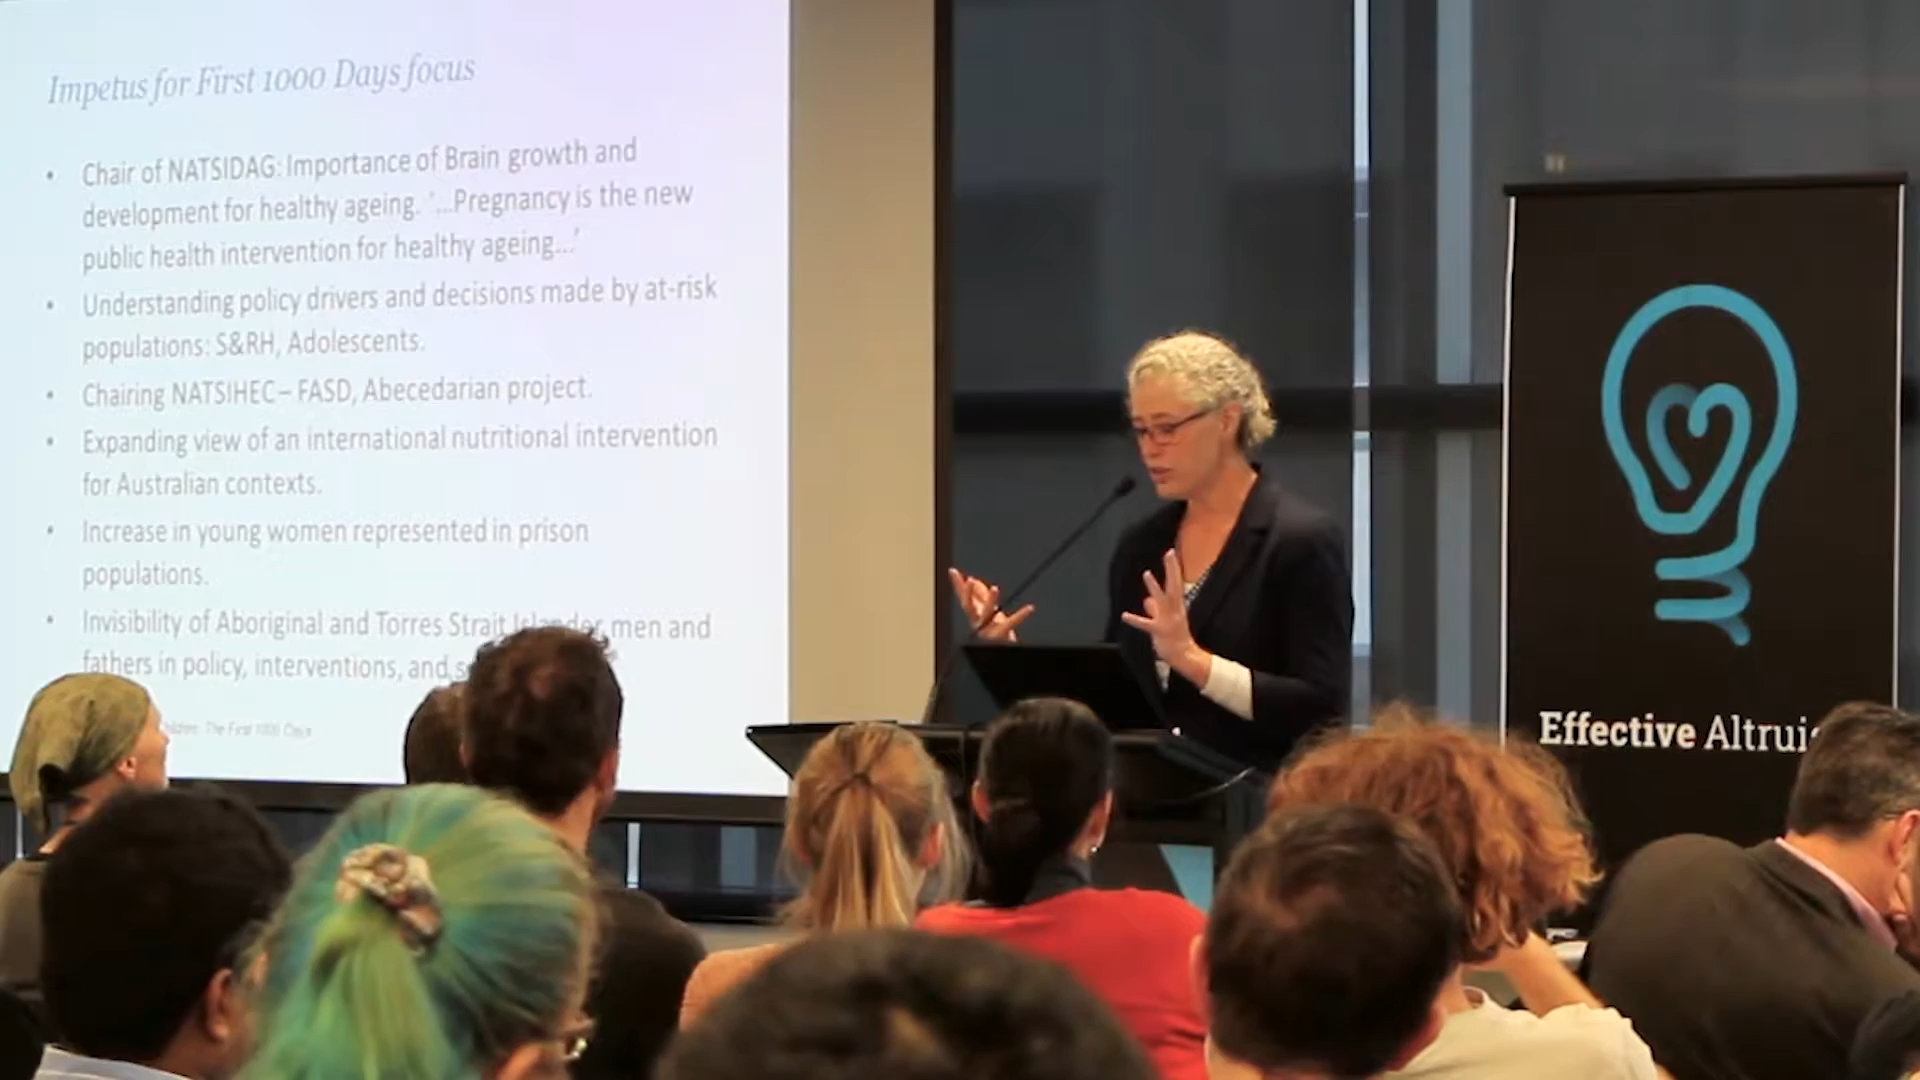 Impetus for First 1000 Days focus
• Chair of NATSIDAG: Importance of Brain growth and
development for healthy ageing. ‘...Pregnancy is the new
public health intervention for healthy ageing...’
• Understanding policy drivers and decisions made by at-risk
populations: S&RH, Adolescents.
• Chairing NATSIHEC – FASD, Abecedarian project.
• Expanding view of an international nutritional intervention
for Australian contexts.
• Increase in young women represented in prison
populations.
• Invisibility of Aboriginal and Torres Strait Islander men and
fathers in policy, interventions, and
The First 1000 Days
Effective